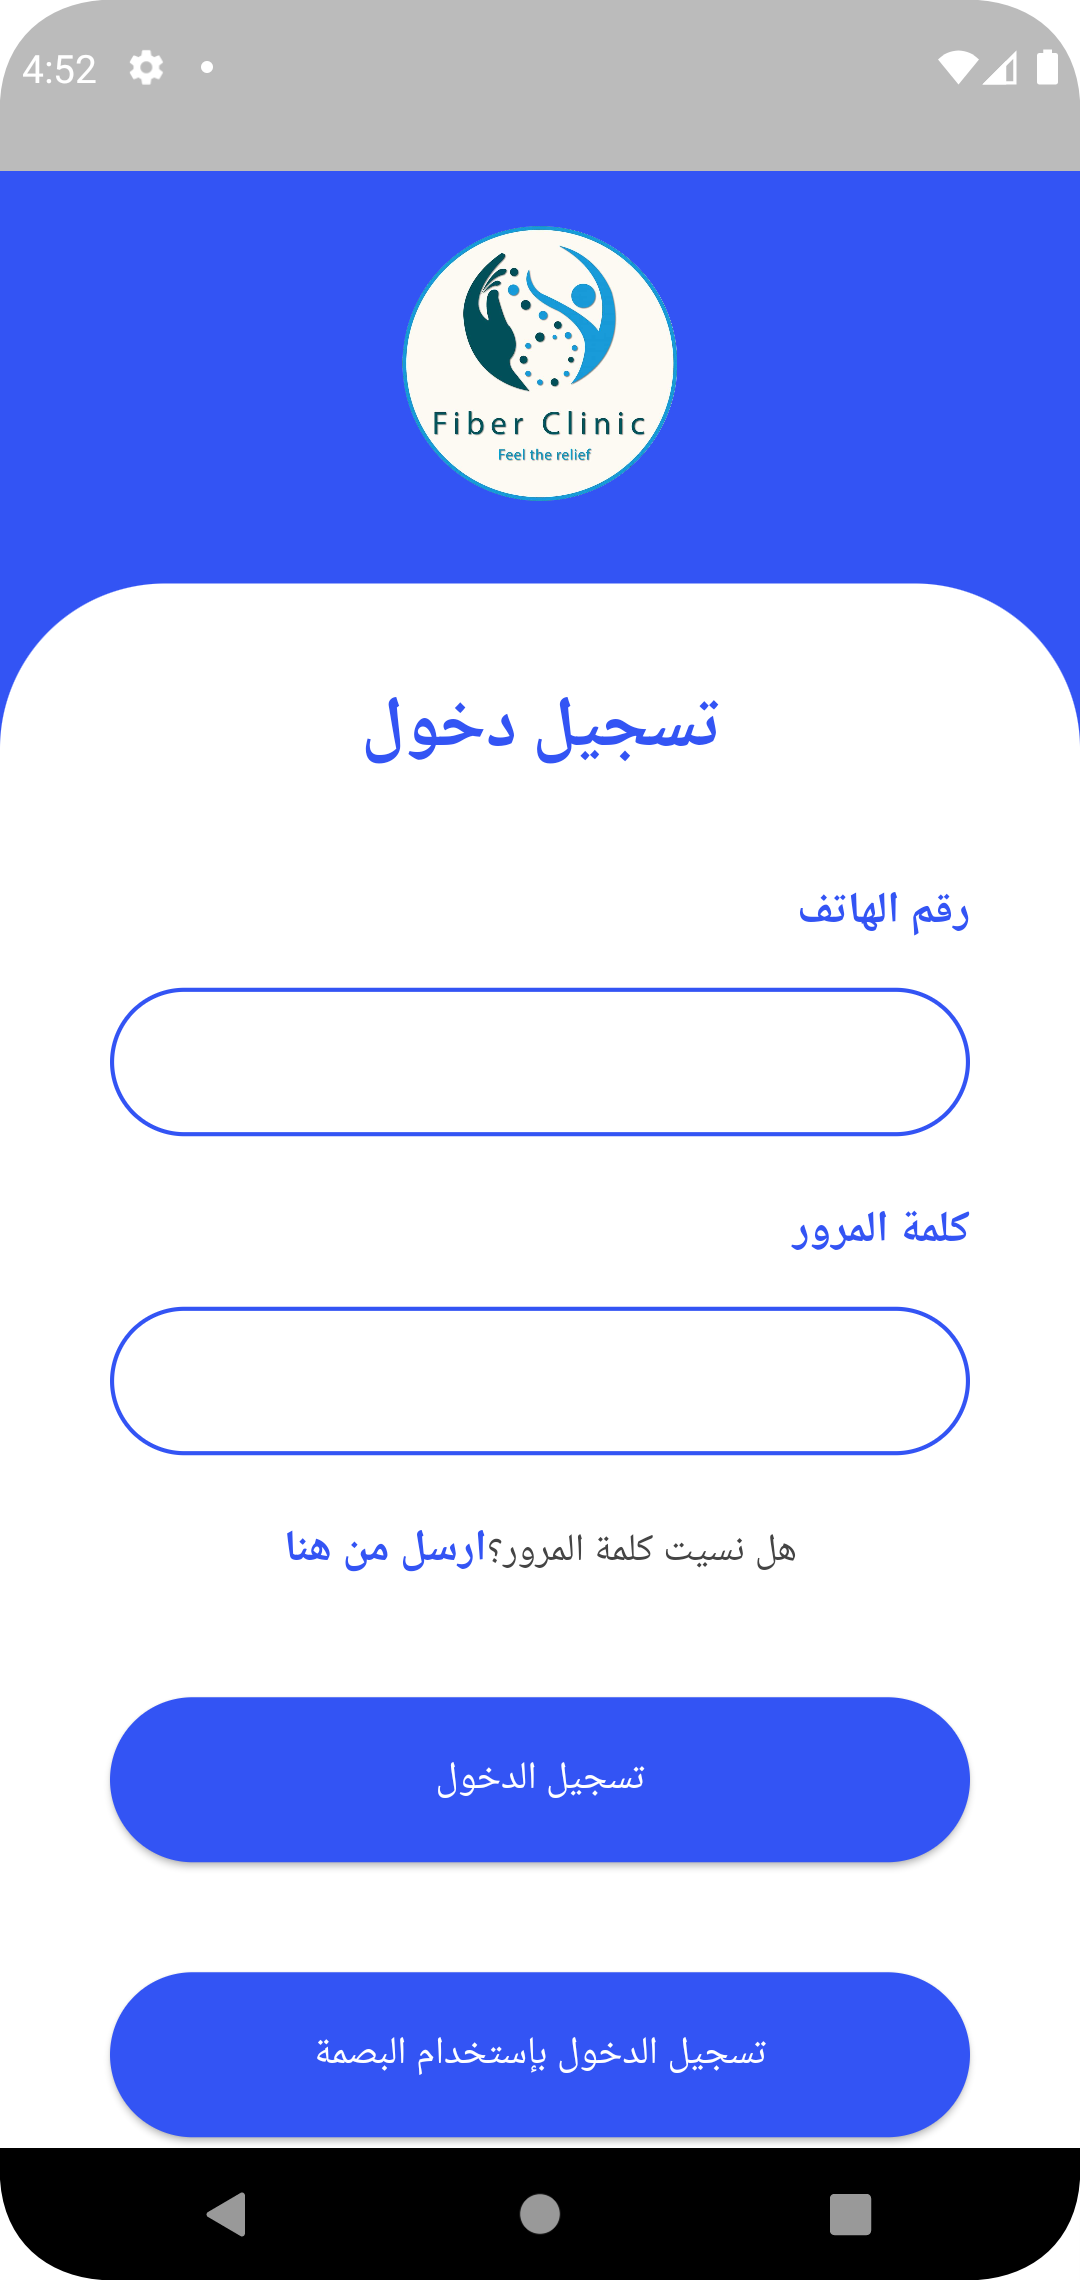 4:52
Fiber Clinic
Feel the relief
تسجيل دخول
رقم الهاتف
كلمة المرور
هل نسيت كلمة المرور؟ارسل من هنا
تسجيل الدخول
تسجيل الدخول بإستخدام البصمة